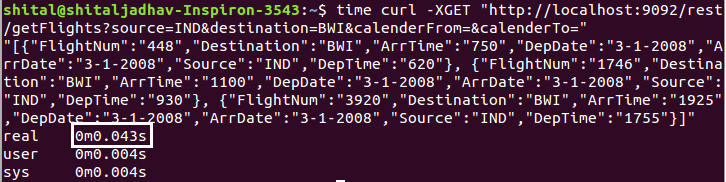 shital@shitaljadhav-Inspiron-3543:~$ time curl -XGET "http://localhost:9092/rest
/getFlights?source=IND&destination=BWI&calenderFrom=&calenderTo="
"[{"FlightNum":"448","Destination":"BWI","ArrTime":"750","DepDate":"3-1-2008","A
rrDate":"3-1-2008","Source":"IND","DepTime":"620"}, {"FlightNum":"1746","Destina
tion":"BWI","ArrTime":"1100","DepDate":"3-1-2008","ArrDate":"3-1-2008","Source":
"IND","DepTime":"930"}, {"FlightNum":"3920","Destination":"BWI","ArrTime":"1925"
,"DepDate":"3-1-2008","ArrDate":"3-1-2008","Source":"IND","DepTime":"1755"}]"
real 0m0.043s
user 0m0.004s
sys 0m0.004s